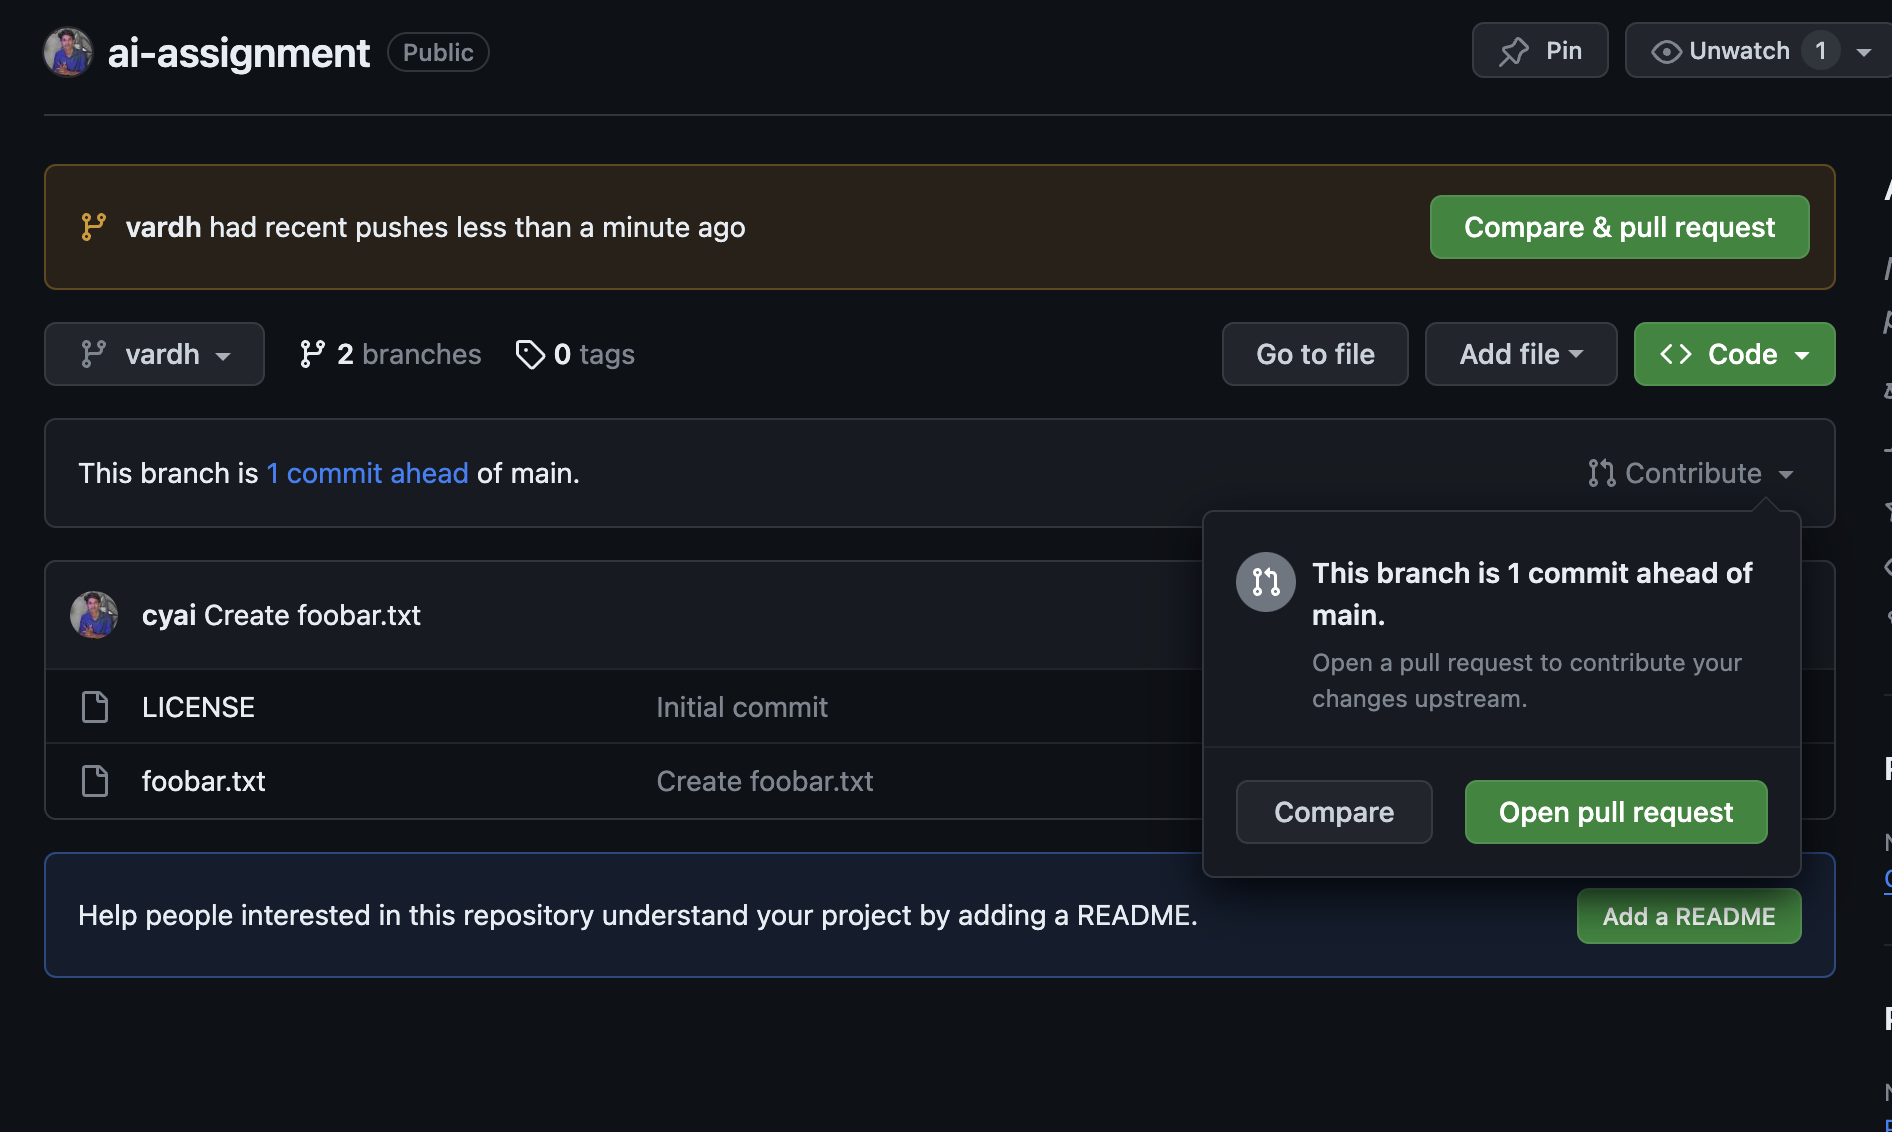 ai-assignment Public Pin Unwatch 1
vardh had recent pushes less than a minute ago Compare & pull request
vardh 2 branches 0 tags Go to file Add file <> Code
This branch is 1 commit ahead of main. Contribute
This branch is 1 commit ahead of
main.
Open a pull request to contribute your
changes upstream.
Compare Open pull request
cyai Create foobar.txt
LICENSE Initial commit
foobar.txt Create foobar.txt
Help people interested in this repository understand your project by adding a README. Add a README